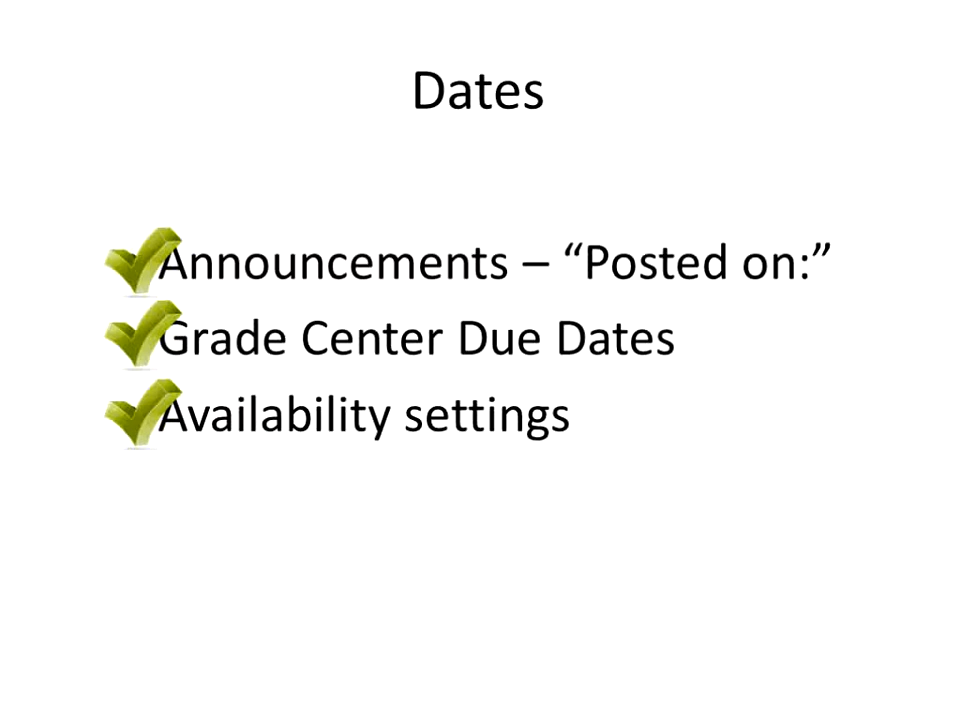 Dates
Announcements – “Posted on:”
Grade Center Due Dates
Availability settings